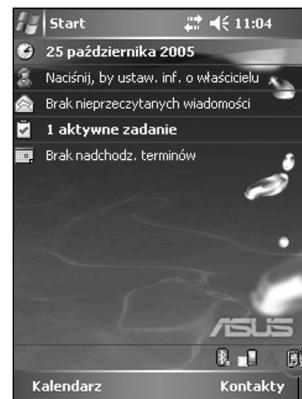 Start 11:04
25 października 2005
Naciśnij, by ustaw. inf. o właścicielu
Brak nieprzeczytanych wiadomości
1 aktywne zadanie
Brak nadchodz. terminów
ASUS
Kalendarz Kontakty